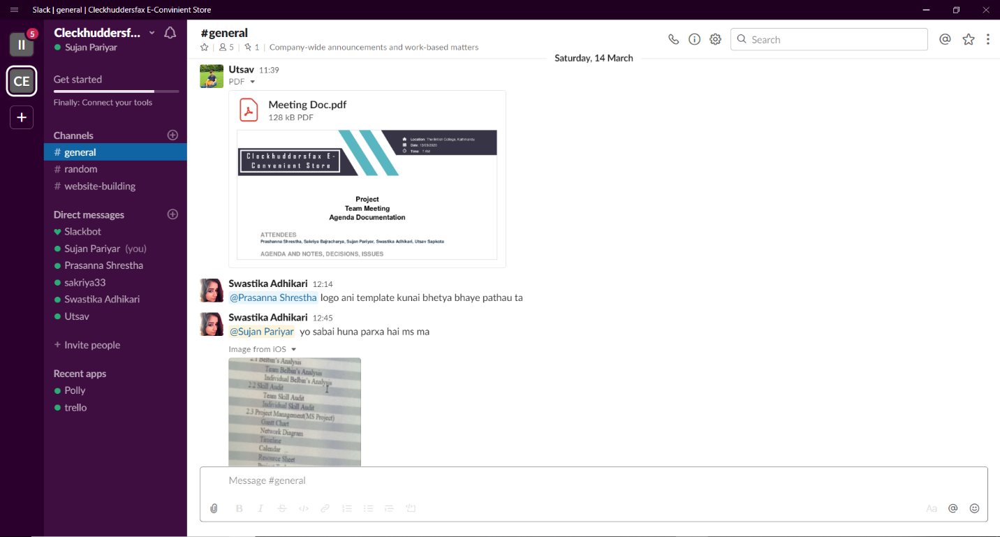 Slack | general | Cleckhuddersfax E-Convinient Store
5
II
CE
Cleckhuddersf...
Sujan Pariyar
Get started
Finally: Connect your tools
Channels
# general
# random
# website-building
Direct messages
Slackbot
Sujan Pariyar (you)
Prasanna Shrestha
sakriya33
Swastika Adhikari
Utsav
+ Invite people
Recent apps
Polly
trello
#general
5 | 1 | Company-wide announcements and work-based matters
Search
Saturday, 14 March
Utsav 11:39
PDF
Meeting Doc.pdf
128 kB PDF
Location: The British College, Kathmandu
Date: 13/03/2020
Time: 7 AM
Cleckhuddersfax E-
Convenient Store
Project
Team Meeting
Agenda Documentation
ATTENDEES
Prashanna Shrestha, Sakriya Bajracharya, Sujan Pariyar, Swastika Adhikari, Utsav Sapkota
AGENDA AND NOTES, DECISIONS, ISSUES
Swastika Adhikari 12:14
@Prasanna Shrestha logo ani template kunai bhetya bhaye pathau ta
Swastika Adhikari 12:45
@Sujan Pariyar yo sabai huna parxa hai ms ma
Image from iOS
2.1 Belbin's Analysis
Team Belbin's Analysis
Individual Belbin's Analysis
2.2 Skill Audit
Team Skill Audit
Individual Skill Audit
2.3 Project Management(MS Project)
Gantt Chart
Network Diagram
Timeline
Calendar
Resource Sheet
Message #general
B I S </> Aa @